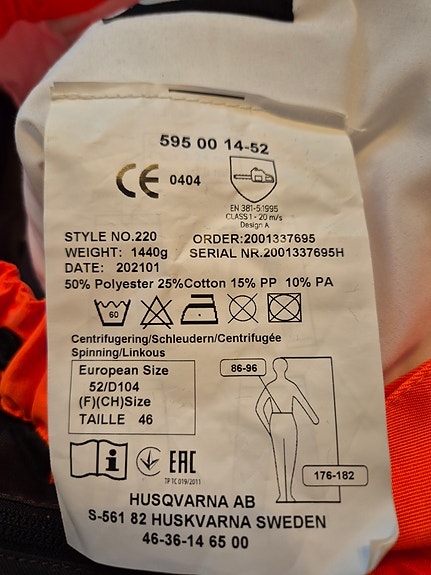 595 00 14-52
CE 0404
EN 381-5:1995
CLASS 1 - 20 m/s
Design A
STYLE NO.220 ORDER:2001337695
WEIGHT: 1440g SERIAL NR.2001337695H
DATE: 202101
50% Polyester 25%Cotton 15% PP 10% PA
60
Centrifugering/Schleudern/Centrifugée
Spinning/Linkous
European Size
52/D104
(F)(CH)Size
TAILLE 46
86-96
176-182
i
EAC
TP TC 019/2011
HUSQVARNA AB
S-561 82 HUSKVARNA SWEDEN
46-36-14 65 00